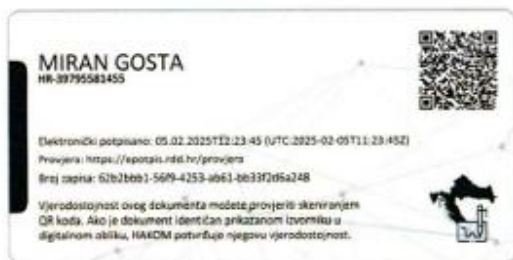 MIRAN GOSTA
HR-39795581455
Elektronički potpisano: 05.02.2025T12:23:45 (UTC:2025-02-05T11:23:45Z)
Provjera: https://epotpis.rdd.hr/provjera
Broj zapisa: 62b2bbb1-56f9-4253-ab61-bb33f2d6a248
Vjerodostojnost ovog dokumenta možete provjeriti skeniranjem
QR koda. Ako je dokument identičan prikazanom izvorniku u
digitalnom obliku, HAKOM potvrđuje njegovu vjerodostojnost.